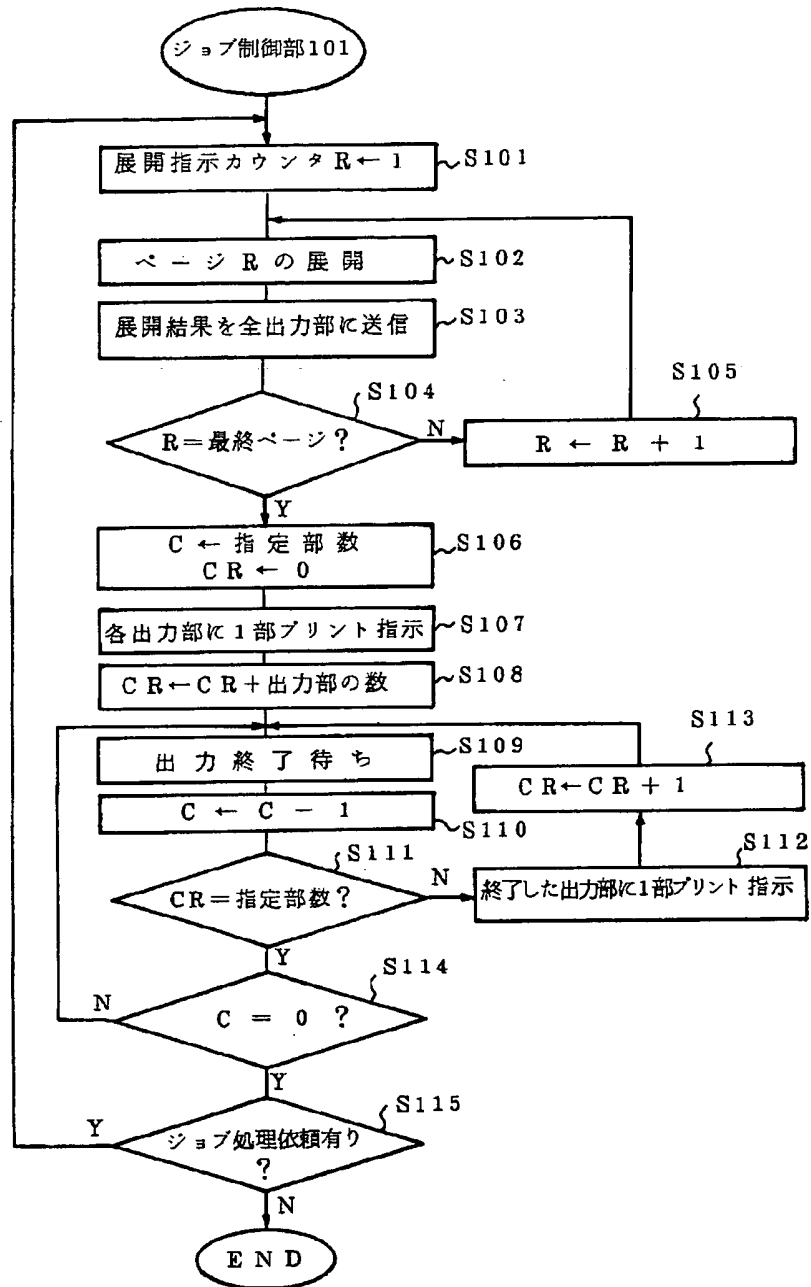 ジョブ制御部101
展開指示カウンタR←1
S101
ページRの展開
S102
展開結果を全出力部に送信
S103
S104
R=最終ページ?
N
S105
R ← R + 1
Y
C ← 指定部数
CR ← 0
S106
各出力部に1部プリント指示
S107
CR←CR+出力部の数
S108
出力終了待ち
S109
S113
CR←CR+1
C ← C - 1
S110
S111
CR=指定部数?
N
S112
終了した出力部に1部プリント指示
Y
S114
N
C = 0 ?
Y
S115
Y
ジョブ処理依頼有り
?
N
END